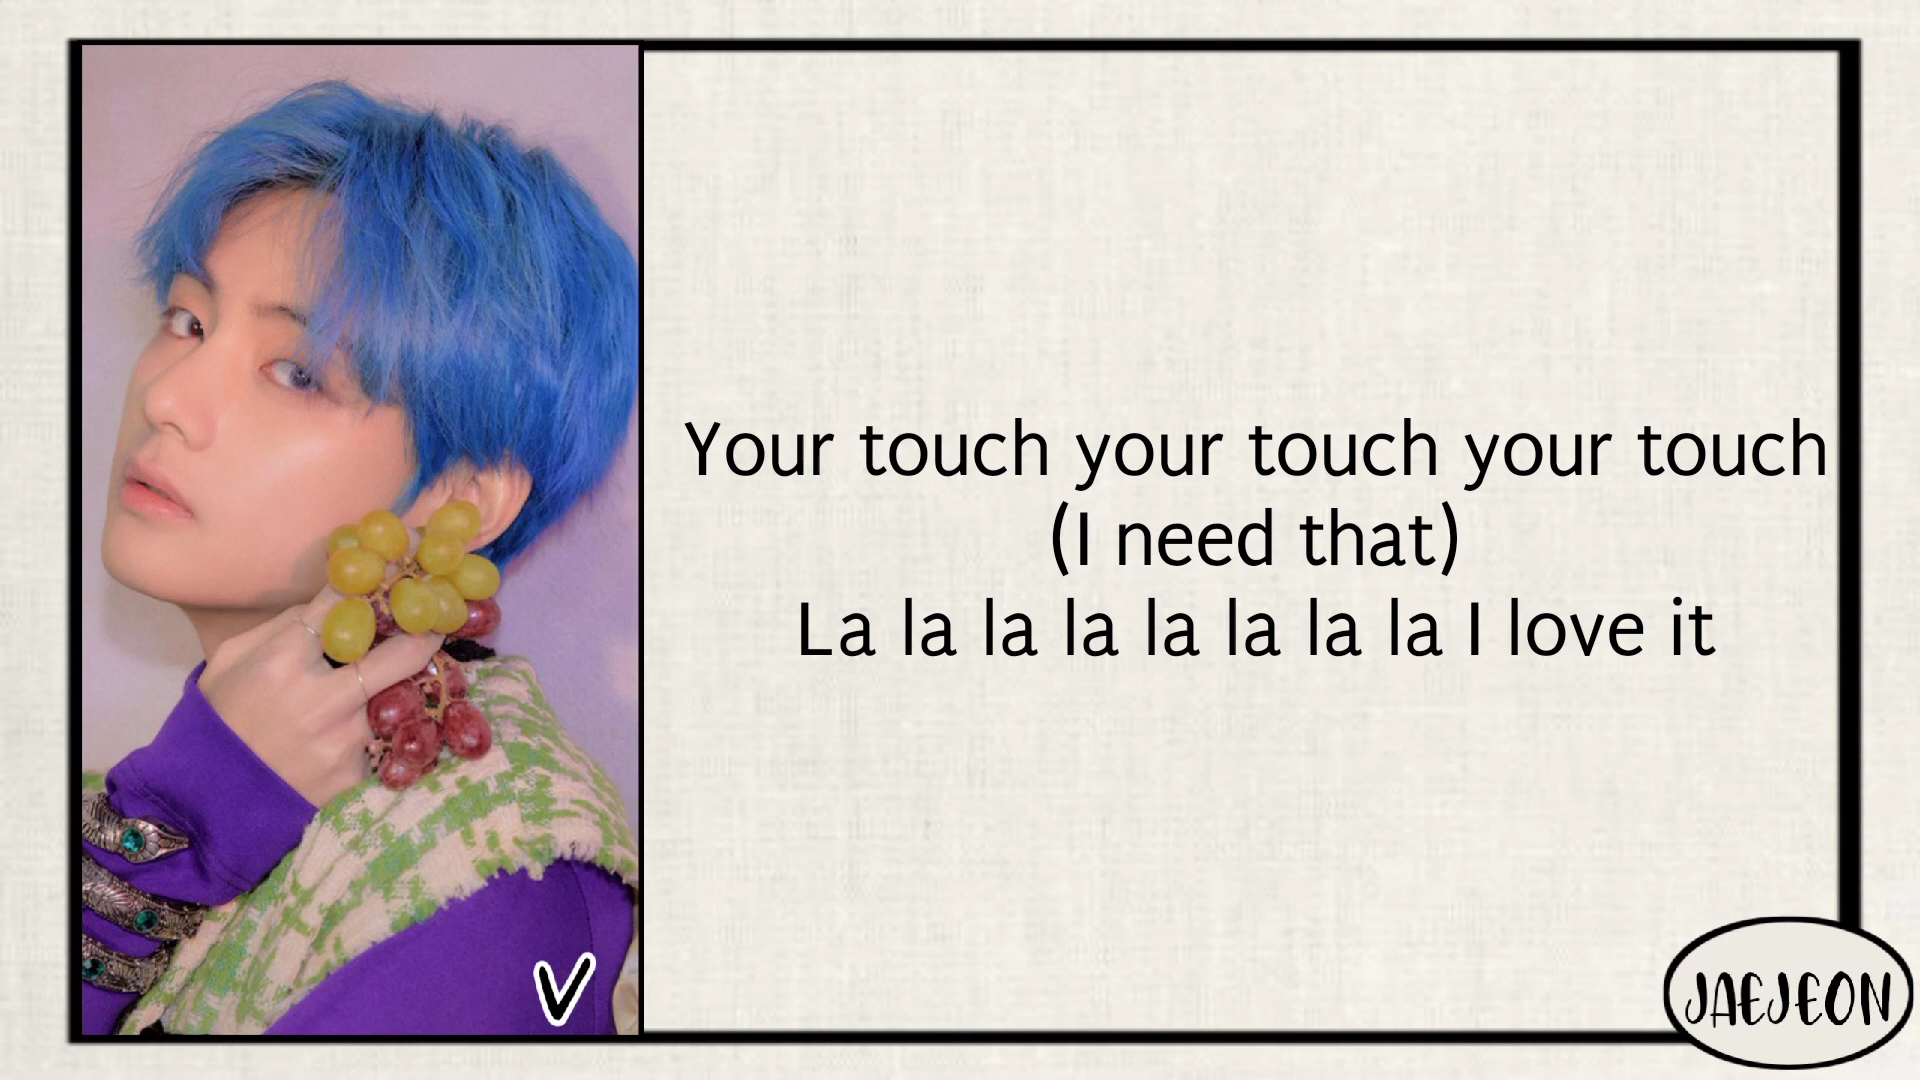 Your touch your touch your touch
(I need that)
La la la la la la la la I love it
V
JAEJEON